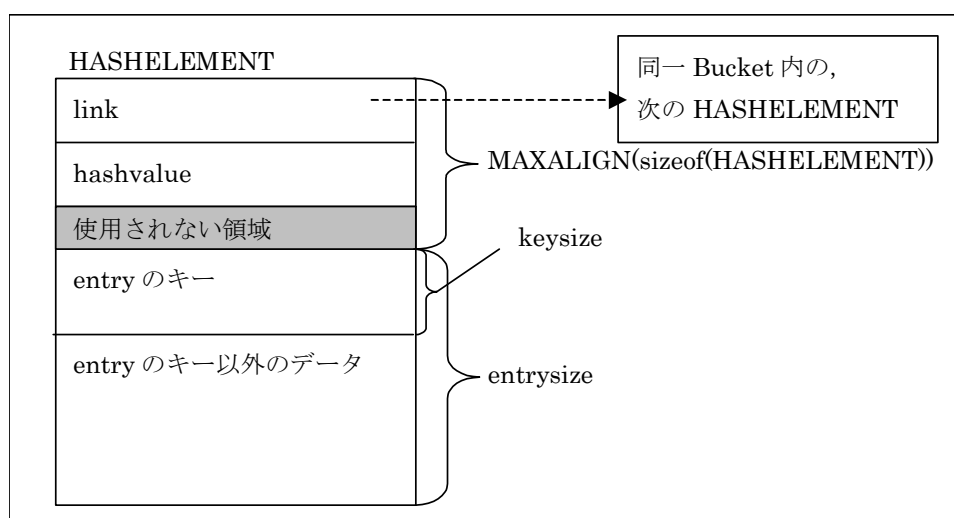 HASHELEMENT
link
hashvalue
使用されない領域
entry のキー
entry のキー以外のデータ
同一 Bucket 内の,
次の HASHELEMENT
MAXALIGN(sizeof(HASHELEMENT))
keysize
entrysize